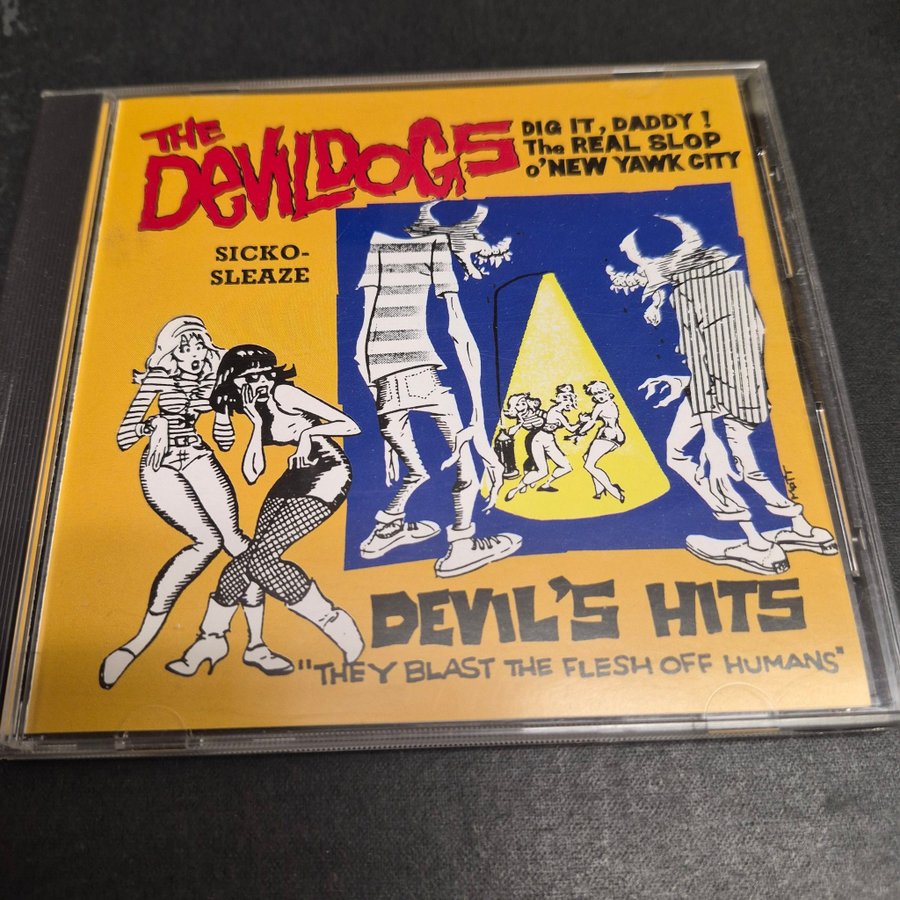 THE
DEVILDOGS
DIG IT, DADDY!
The REAL SLOP
O'NEW YAWK CITY
SICKO-
SLEAZE
MATT
DEVIL'S HITS
"THEY BLAST THE FLESH OFF HUMANS"